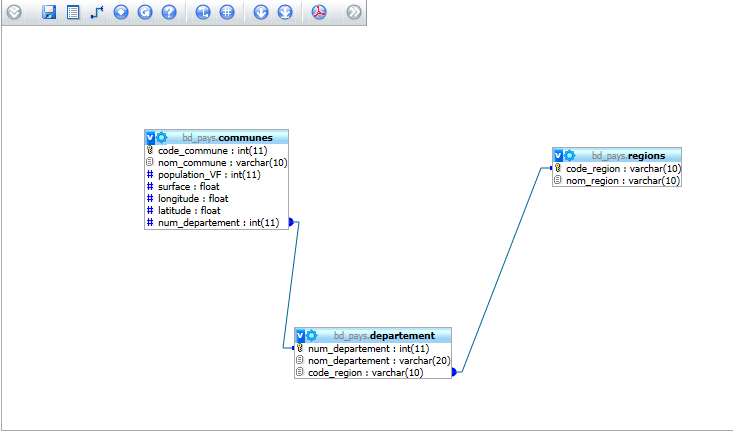 bd_pays.communes
code_commune : int(11)
nom_commune : varchar(10)
population_VF : int(11)
surface : float
longitude : float
latitude : float
num_departement : int(11)
bd_pays.regions
code_region : varchar(10)
nom_region : varchar(10)
bd_pays.departement
num_departement : int(11)
nom_departement : varchar(20)
code_region : varchar(10)